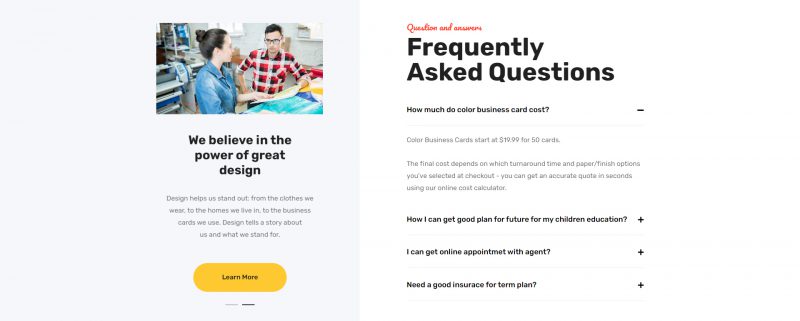 We believe in the
power of great
design
Design helps us stand out: from the clothes we
wear, to the homes we live in, to the business
cards we use. Design tells a story about
us and what we stand for.
Learn More
Question and answers
Frequently
Asked Questions
How much do color business card cost?
Color Business Cards start at $19.99 for 50 cards.
The final cost depends on which turnaround time and paper/finish options
you've selected at checkout - you can get an accurate quote in seconds
using our online cost calculator.
How I can get good plan for future for my children education?
I can get online appointmet with agent?
Need a good insurace for term plan?